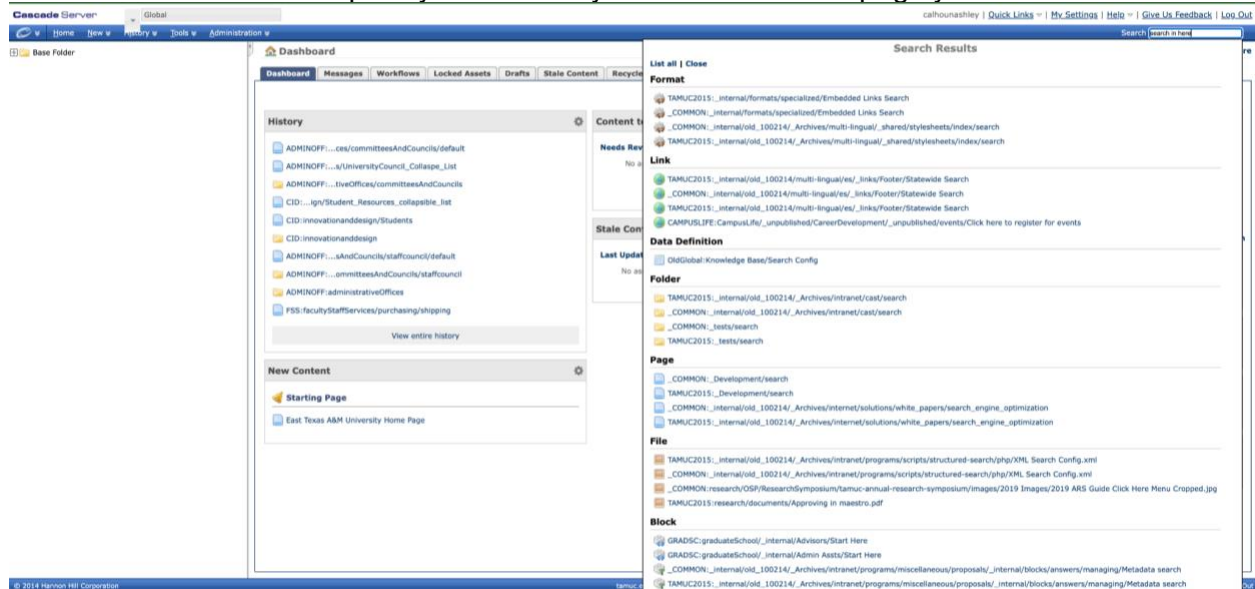 Cascade Server
Global
calhounashley | Quick Links | My Settings | Help | Give Us Feedback | Log Out
Home New History Tools Administration
Search search in here
Base Folder
Dashboard
Dashboard Messages Workflows Locked Assets Drafts Stale Content Recycle
History
ADMINOFF:...ces/committeesAndCouncils/default
ADMINOFF:...s/UniversityCouncil_Collaspe_List
ADMINOFF:...tiveOffices/committeesAndCouncils
CID:...ign/Student_Resources_collapsible_list
CID:innovationanddesign/Students
CID:innovationanddesign
ADMINOFF:...sAndCouncils/staffcouncil/default
ADMINOFF:...ommitteesAndCouncils/staffcouncil
ADMINOFF:administrativeOffices
FSS:facultyStaffServices/purchasing/shipping
View entire history
New Content
Starting Page
East Texas A&M University Home Page
Content to
Needs Rev
No a
Stale Con
Last Updat
No as
Search Results
List all | Close
Format
TAMUC2015:_internal/formats/specialized/Embedded Links Search
_COMMON:_internal/formats/specialized/Embedded Links Search
_COMMON:_internal/old_100214/_Archives/multi-lingual/_shared/stylesheets/index/search
TAMUC2015:_internal/old_100214/_Archives/multi-lingual/_shared/stylesheets/index/search
Link
TAMUC2015:_internal/old_100214/multi-lingual/es/_links/Footer/Statewide Search
_COMMON:_internal/old_100214/multi-lingual/es/_links/Footer/Statewide Search
TAMUC2015:_internal/old_100214/multi-lingual/es/_links/Footer/Statewide Search
CAMPUSLIFE:CampusLife/_unpublished/CareerDevelopment/_unpublished/events/Click here to register for events
Data Definition
OldGlobal:Knowledge Base/Search Config
Folder
TAMUC2015:_internal/old_100214/_Archives/intranet/cast/search
_COMMON:_internal/old_100214/_Archives/intranet/cast/search
_COMMON:_tests/search
TAMUC2015:_tests/search
Page
_COMMON:_Development/search
TAMUC2015:_Development/search
_COMMON:_internal/old_100214/_Archives/internet/solutions/white_papers/search_engine_optimization
TAMUC2015:_internal/old_100214/_Archives/internet/solutions/white_papers/search_engine_optimization
File
TAMUC2015:_internal/old_100214/_Archives/intranet/programs/scripts/structured-search/php/XML Search Config.xml
_COMMON:_internal/old_100214/_Archives/intranet/programs/scripts/structured-search/php/XML Search Config.xml
_COMMON:research/OSP/ResearchSymposium/tamuc-annual-research-symposium/images/2019 Images/2019 ARS Guide Click Here Menu Cropped.jpg
TAMUC2015:research/documents/Approving in maestro.pdf
Block
GRADSC:graduateSchool/_internal/Advisors/Start Here
GRADSC:graduateSchool/_internal/Admin Assts/Start Here
_COMMON:_internal/old_100214/_Archives/intranet/programs/miscellaneous/proposals/_internal/blocks/answers/managing/Metadata search
TAMUC2015:_internal/old_100214/_Archives/intranet/programs/miscellaneous/proposals/_internal/blocks/answers/managing/Metadata search
© 2014 Hannon Hill Corporation